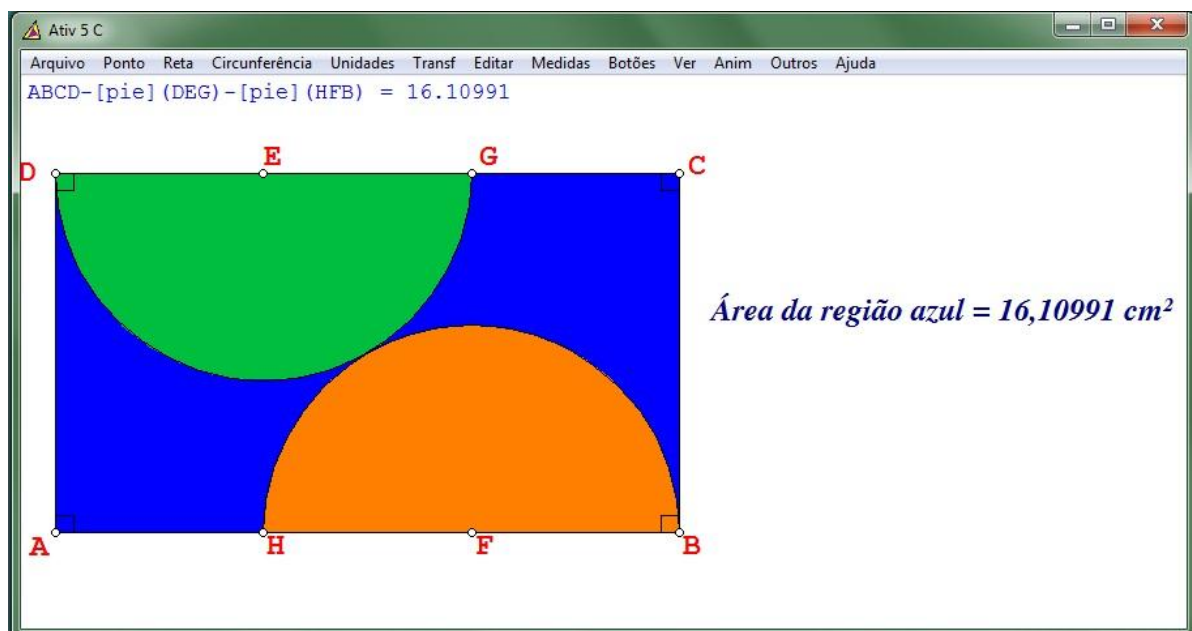 Ativ 5 C
Arquivo Ponto Reta Circunferência Unidades Transf Editar Medidas Botões Ver Anim Outros Ajuda
ABCD-[pie](DEG)-[pie](HFB) = 16.10991
D E G C
Área da região azul = 16,10991 cm²
A H F B